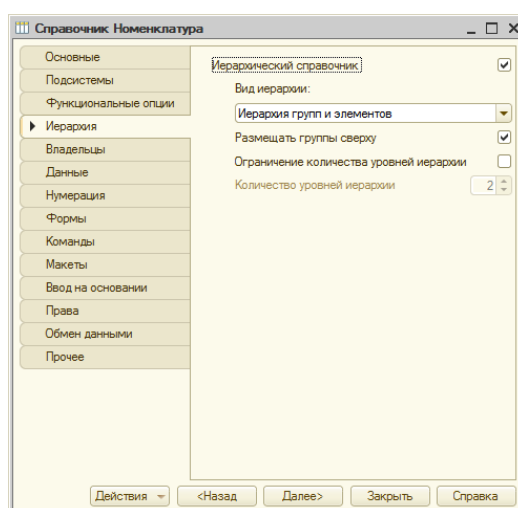 Справочник Номенклатура
Основные
Подсистемы
Функциональные опции
Иерархия
Владельцы
Данные
Нумерация
Формы
Команды
Макеты
Ввод на основании
Права
Обмен данными
Прочее
Иерархический справочник
Вид иерархии:
Иерархия групп и элементов
Размещать группы сверху
Ограничение количества уровней иерархии
Количество уровней иерархии 2
Действия <Назад Далее> Закрыть Справка